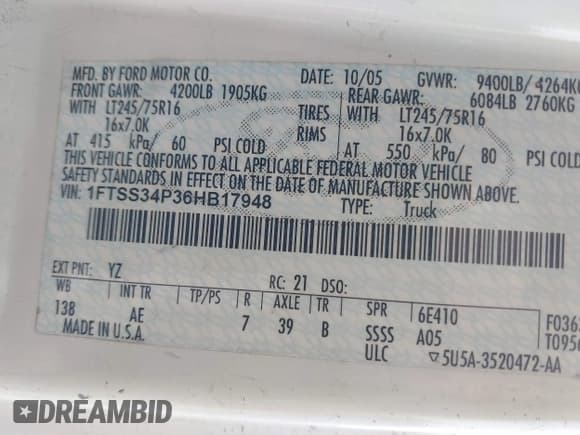 MFD. BY FORD MOTOR CO.
DATE: 10/05 GVWR: 9400LB/ 4264KG
FRONT GAWR: 4200LB 1905KG
REAR GAWR: 6084LB 2760KG
WITH LT245/75R16 TIRES WITH LT245/75R16
16x7.0K RIMS 16x7.0K
AT 415 kPa/ 60 PSI COLD AT 550 kPa/ 80 PSI COLD
THIS VEHICLE CONFORMS TO ALL APPLICABLE FEDERAL MOTOR VEHICLE
SAFETY STANDARDS IN EFFECT ON THE DATE OF MANUFACTURE SHOWN ABOVE.
VIN: 1FTSS34P36HB17948
TYPE: Truck
EXT PNT: YZ RC: 21 DSO:
WB INT TR TP/PS R AXLE TR SPR 6E410
138 AE 7 39 B SSSS A05
MADE IN U.S.A. ULC ▽5U5A-3520472-AA
DREAMBID